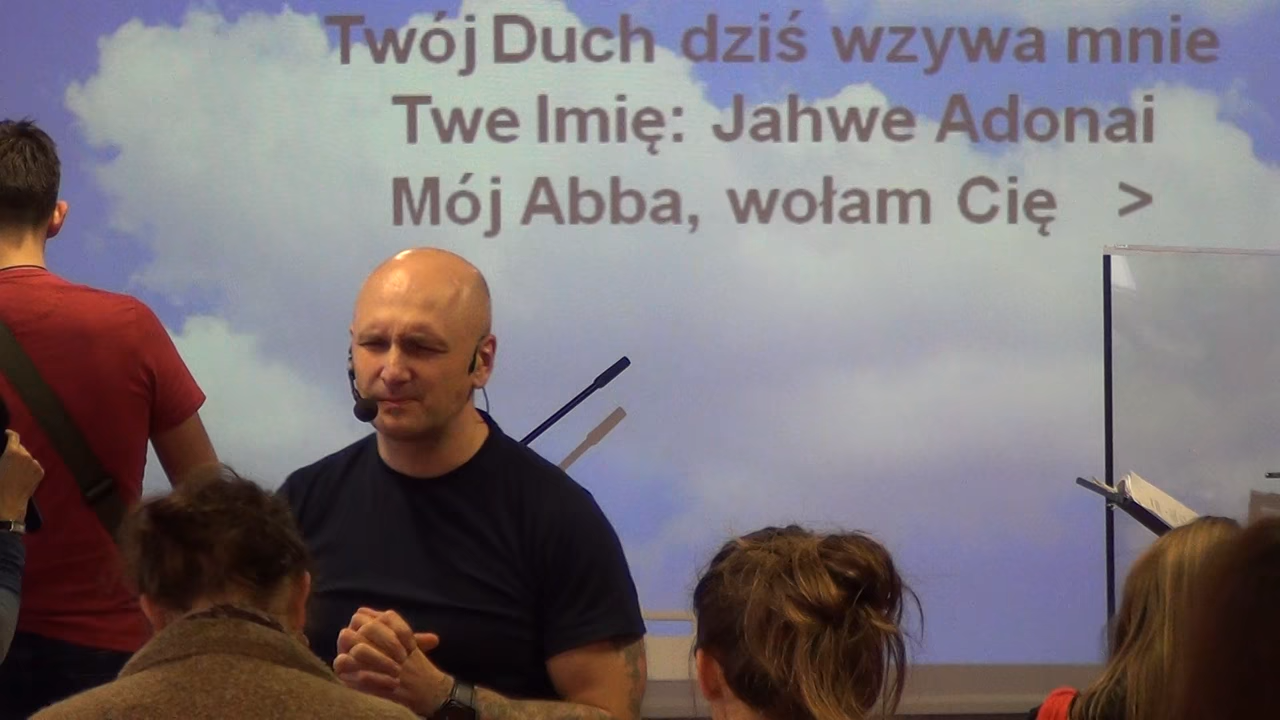 Twój Duch dziś wzywa mnie
Twe Imię: Jahwe Adonai
Mój Abba, wołam Cię >